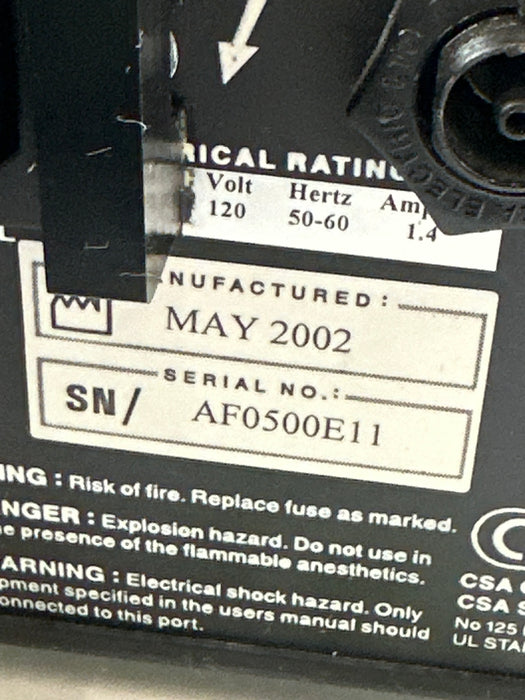 RICAL RATING
Volt Hertz Amp
120 50-60 1.4
L
NUFACTURED:
MAY 2002
SERIAL NO.:
SN/ AF0500E11
ING : Risk of fire. Replace fuse as marked.
NGER : Explosion hazard. Do not use in
e presence of the flammable anesthetics.
ARNING : Electrical shock hazard. Only
pment specified in the users manual should
onnected to this port.
CSA
CSA S
No 125
UL STA